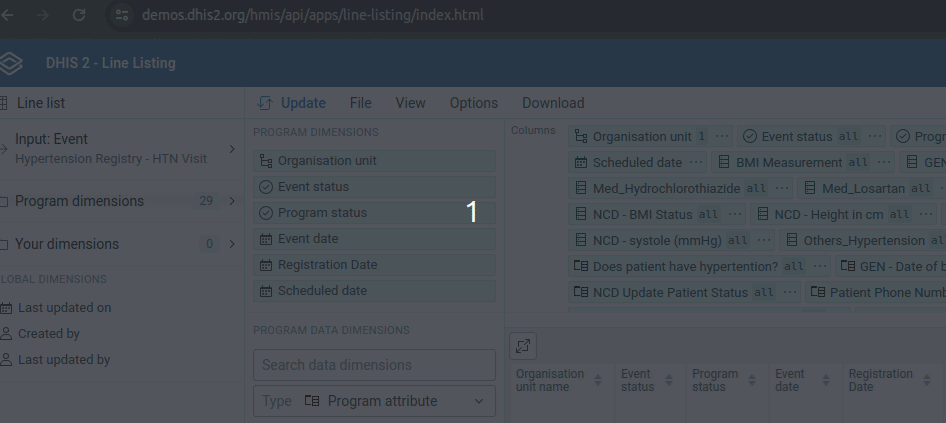 demos.dhis2.org/hmis/api/apps/line-listing/index.html
DHIS 2 - Line Listing
Line list
Update File View Options Download
Input: Event
Hypertension Registry - HTN Visit
Program dimensions 29
Your dimensions 0
GLOBAL DIMENSIONS
Last updated on
Created by
Last updated by
PROGRAM DIMENSIONS
Organisation unit
Event status
Program status
Event date
Registration Date
Scheduled date
1
PROGRAM DATA DIMENSIONS
Search data dimensions
Type Program attribute
Columns
Organisation unit 1 ··· Event status all ··· Prog
Scheduled date ··· BMI Measurement all ··· GEN
Med_Hydrochlorothiazide all ··· Med_Losartan all ···
NCD - BMI Status all ··· NCD - Height in cm all ···
NCD - systole (mmHg) all ··· Others_Hypertension al
Does patient have hypertention? all ··· GEN - Date of b
NCD Update Patient Status all ··· Patient Phone Numb
Organisation unit name
Event status
Program status
Event date
Registration Date